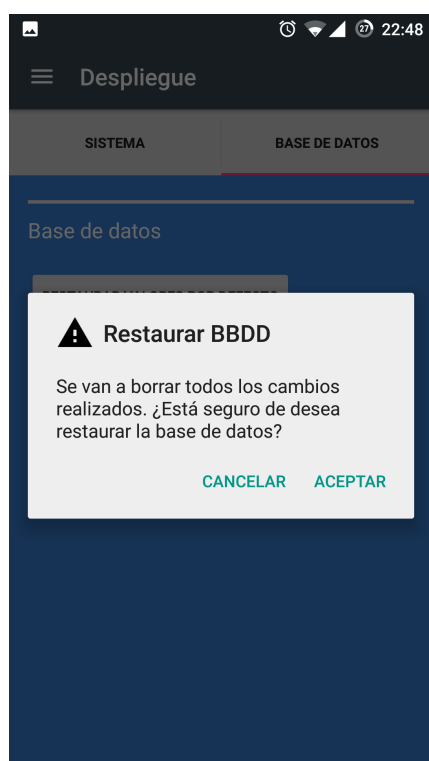 27 22:48
Despliegue
SISTEMA BASE DE DATOS
Base de datos
Restaurar BBDD
Se van a borrar todos los cambios
realizados. ¿Está seguro de desea
restaurar la base de datos?
CANCELAR ACEPTAR